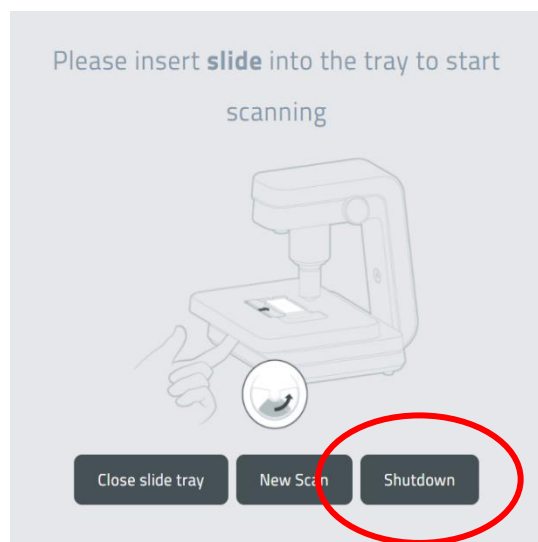 Please insert slide into the tray to start
scanning
Close slide tray
New Scan
Shutdown